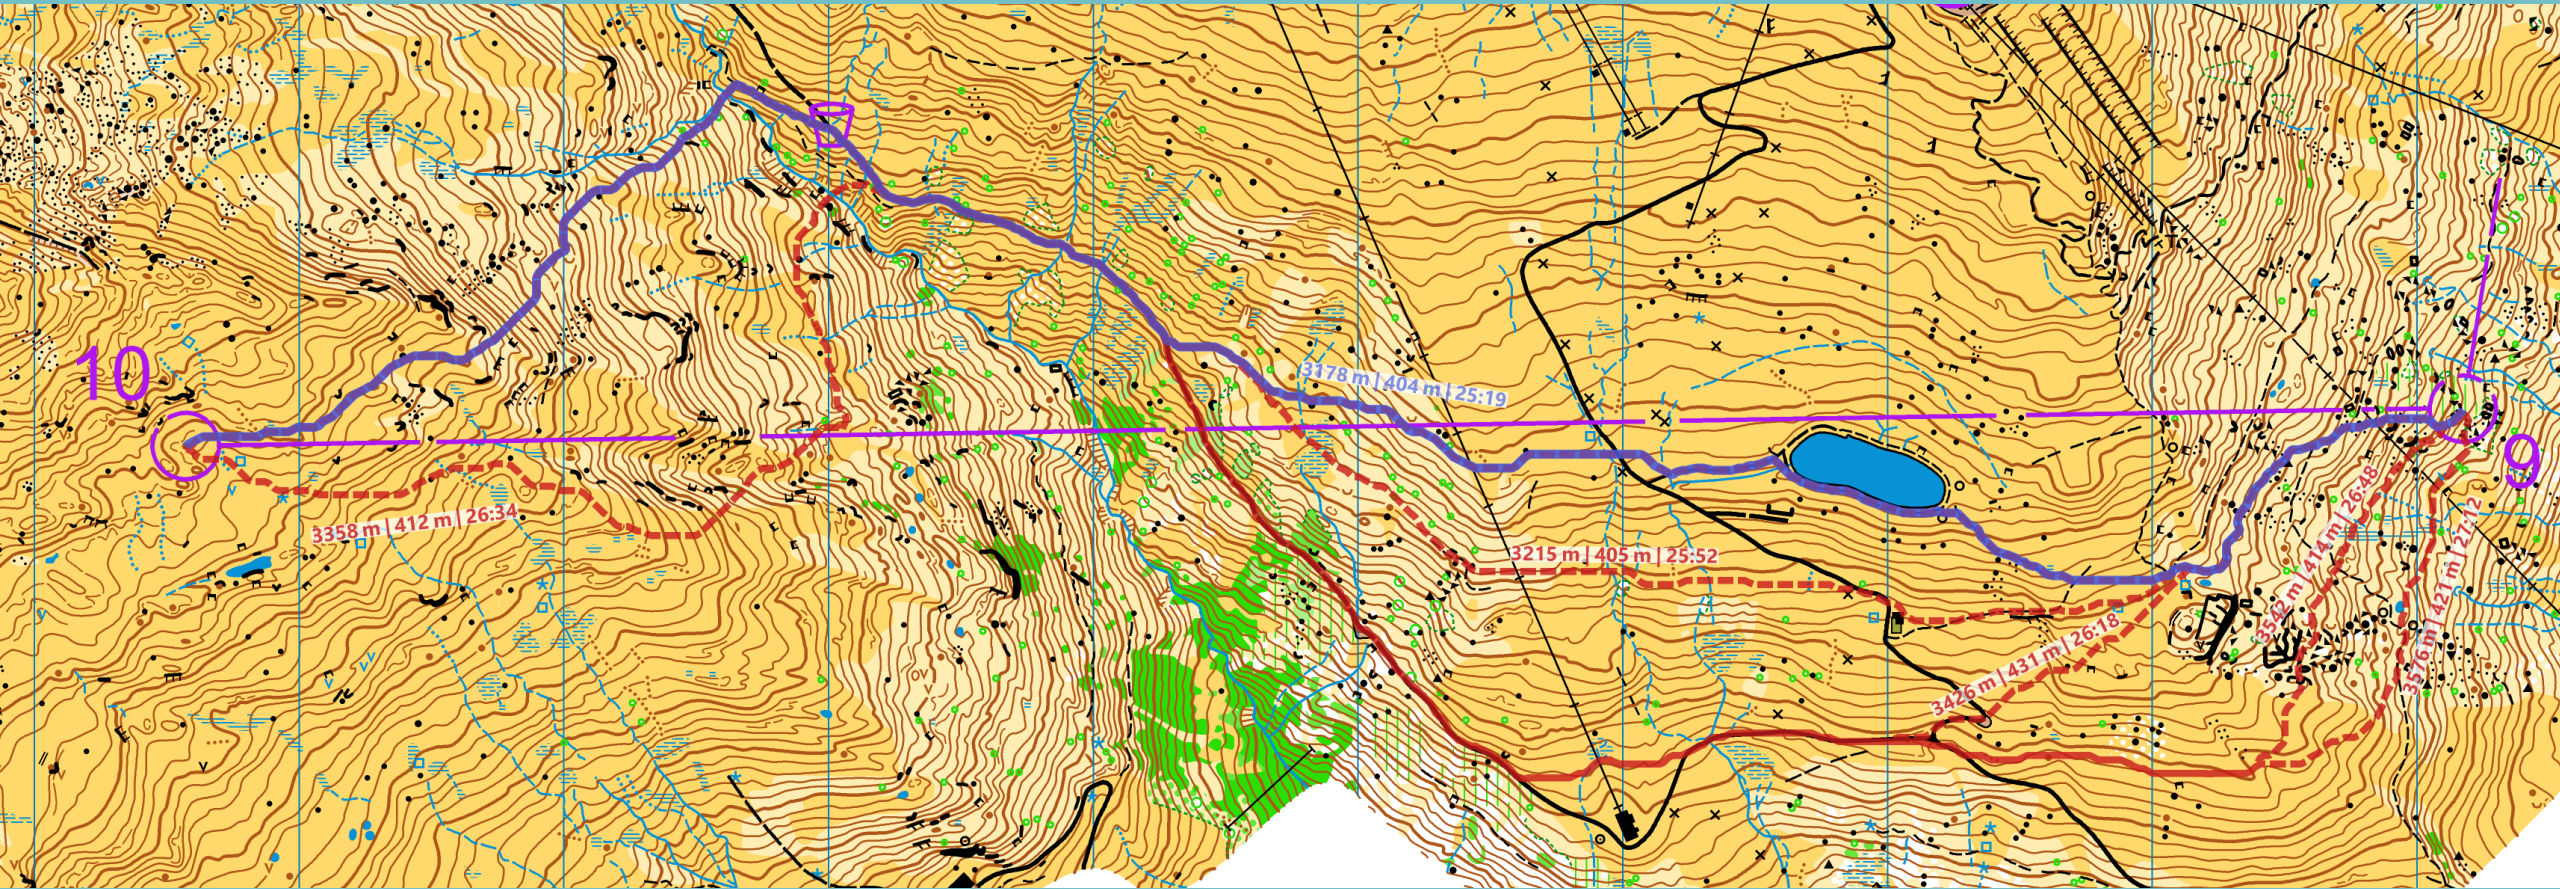 3178 m | 404 m | 25:19
10
9
3358 m | 412 m | 26:34
3215 m | 405 m | 25:52
3542 m | 414 m | 26:48
3576 m | 421 m | 27:12
3426 m | 431 m | 26:18